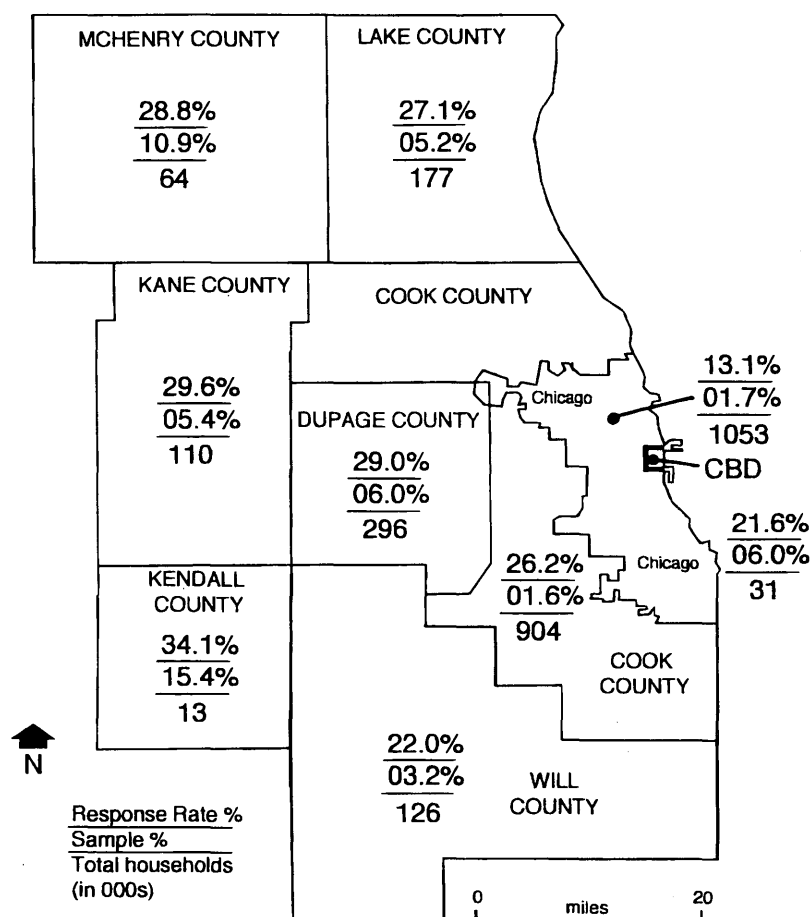 MCHENRY COUNTY
28.8%
10.9%
64
LAKE COUNTY
27.1%
05.2%
177
KANE COUNTY
29.6%
05.4%
110
COOK COUNTY
Chicago
13.1%
01.7%
1053
CBD
DUPAGE COUNTY
29.0%
06.0%
296
21.6%
06.0%
31
Chicago
26.2%
01.6%
904
KENDALL
COUNTY
34.1%
15.4%
13
COOK
COUNTY
N
22.0%
03.2%
126
WILL
COUNTY
Response Rate %
Sample %
Total households
(in 000s)
0 20
miles